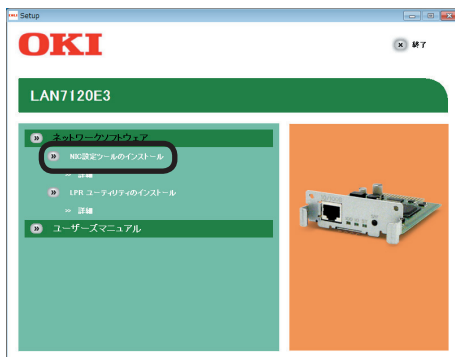 Setup
OKI
終了
LAN7120E3
ネットワークソフトウェア
NIC設定ツールのインストール
詳細
LPR ユーティリティのインストール
詳細
ユーザーズマニュアル